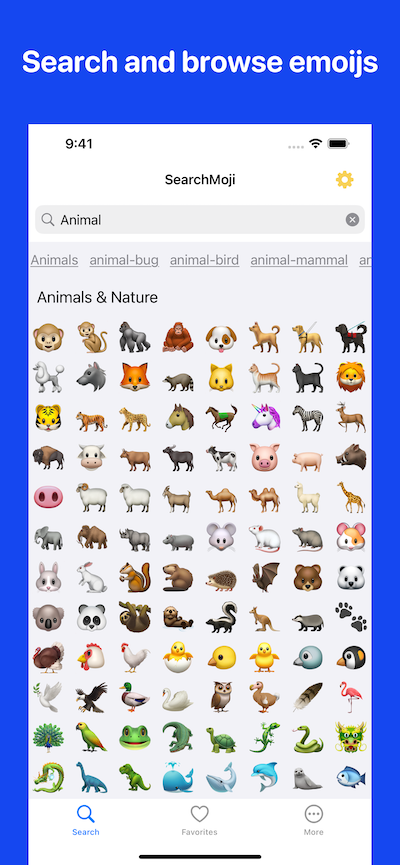 Search and browse emoijs
9:41
SearchMoji
Animal
Animals animal-bug animal-bird animal-mammal an
Animals & Nature
Search Favorites More